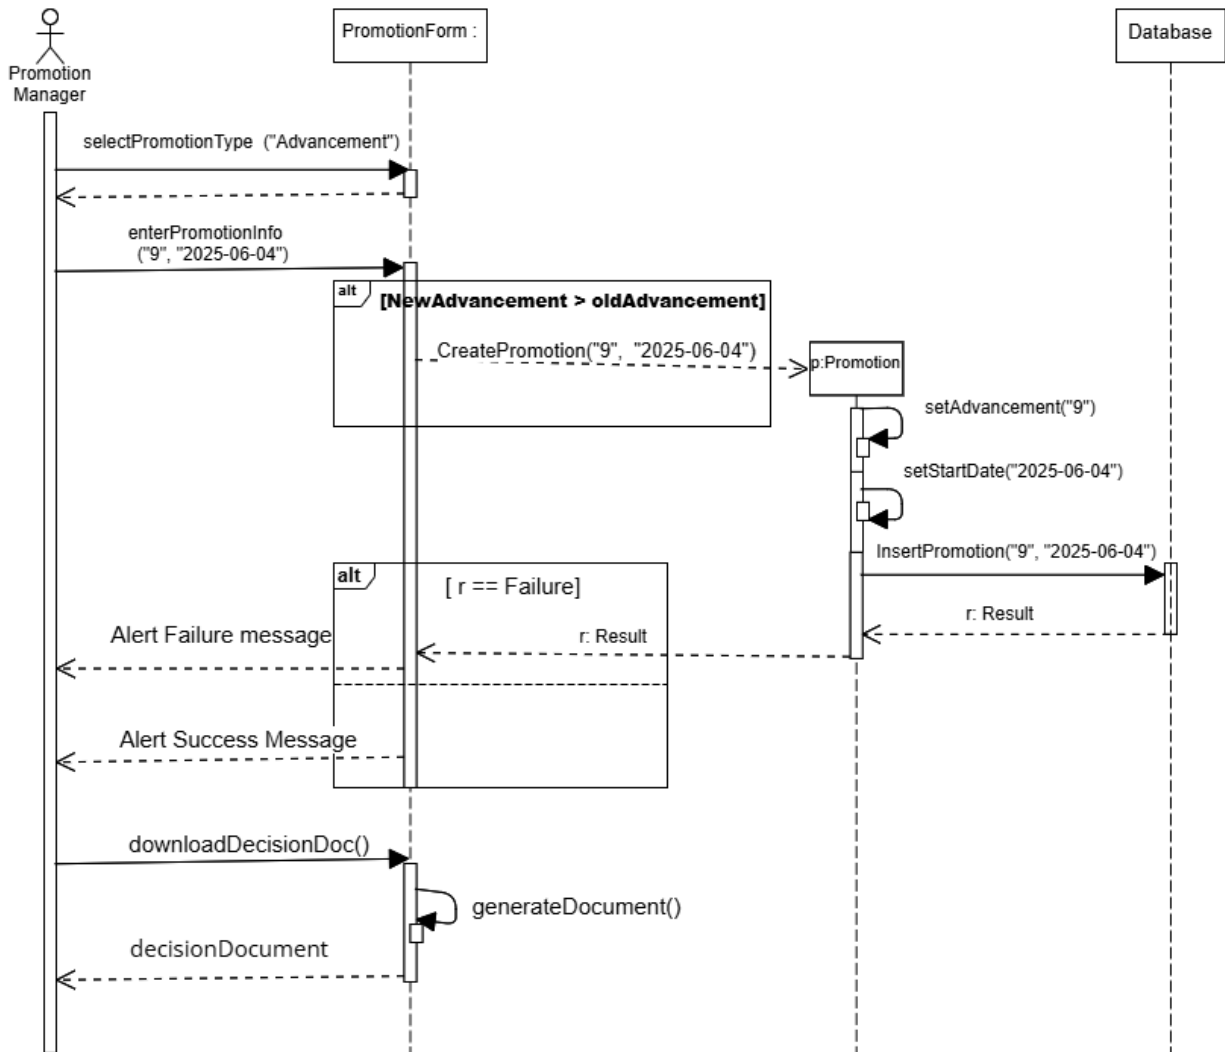 PromotionForm :
Database
Promotion
Manager
selectPromotionType ("Advancement")
enterPromotionInfo
("9", "2025-06-04")
alt
[NewAdvancement > oldAdvancement]
CreatePromotion("9", "2025-06-04")
p:Promotion
setAdvancement("9")
setStartDate("2025-06-04")
InsertPromotion("9", "2025-06-04")
alt
[ r == Failure]
r: Result
Alert Failure message
r: Result
Alert Success Message
downloadDecisionDoc()
generateDocument()
decisionDocument